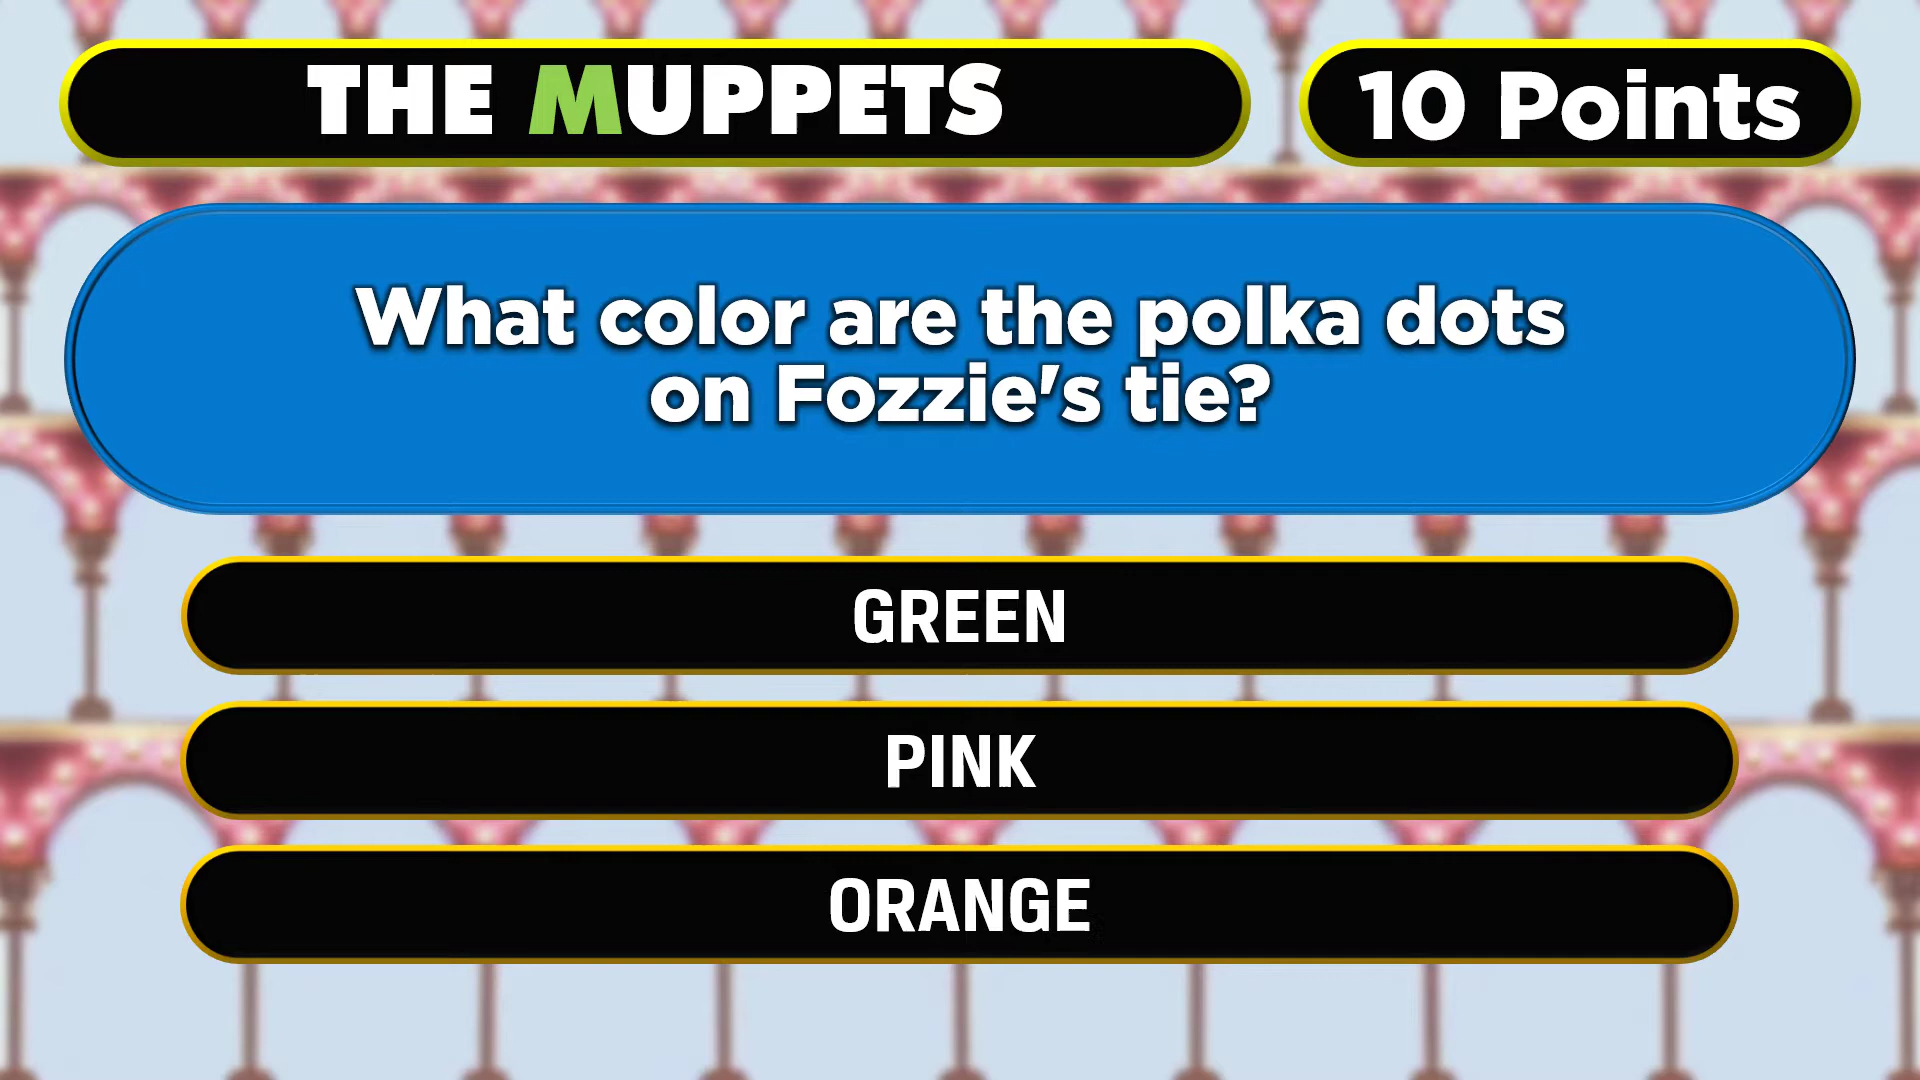 THE MUPPETS
10 Points
What color are the polka dots
on Fozzie's tie?
GREEN
PINK
ORANGE